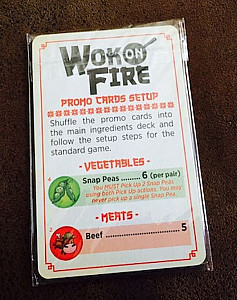 WOK ON
FIRE
PROMO CARDS SETUP
Shuffle the promo cards into
the main ingredients deck and
follow the setup steps for the
standard game.
- VEGETABLES -
Snap Peas ......... 6 (per pair)
You MUST Pick Up 2 Snap Peas
using both Pick Up actions. You may
never pick up a single Snap Pea.
- MEATS -
Beef ..................... 5